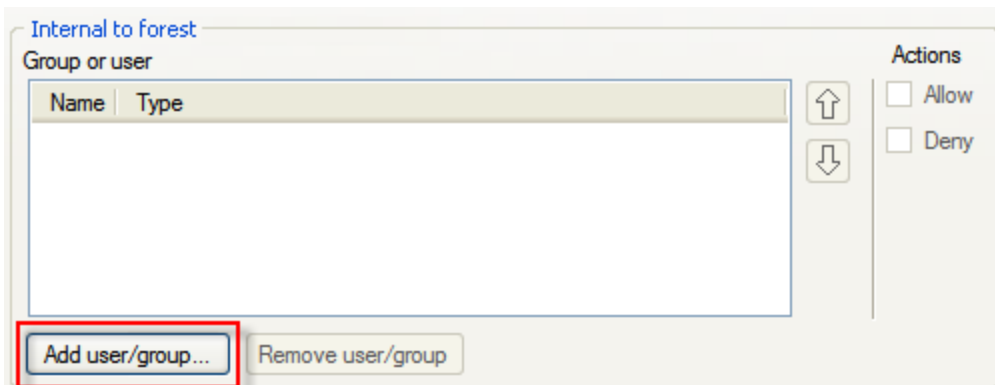 Internal to forest
Group or user
Actions
Name Type
Allow
Deny
Add user/group...
Remove user/group